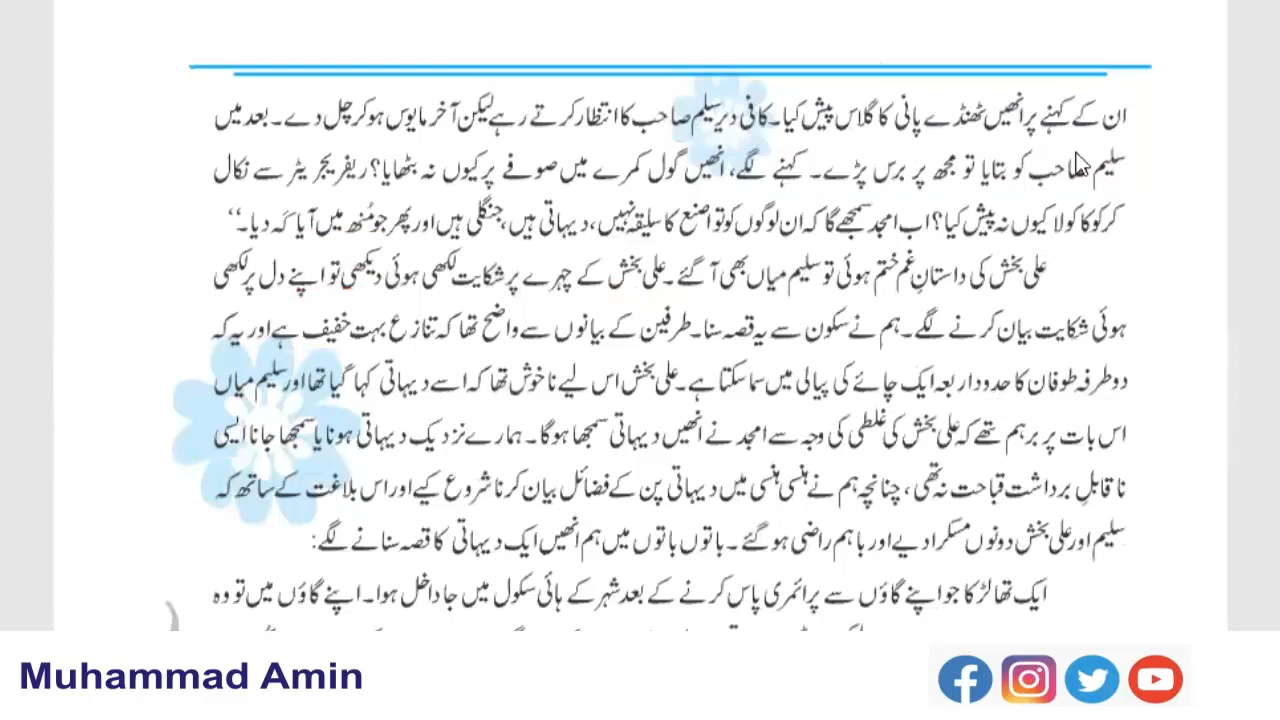 ان کے کہنے پر انھیں ٹھنڈے پانی کا گلاس پیش کیا۔ کافی دیر سلیم صاحب کا انتظار کرتے رہے لیکن آخر مایوس ہو کر چل دے۔ بعد میں
سلیم صاحب کو بتایا تو مجھ پر برس پڑے۔ کہنے لگے، انھیں گول کمرے میں صوفے پر کیوں نہ بٹھایا؟ ریفریجریٹر سے نکال
کر کوکا کولا کیوں نہ پیش کیا؟ اب امجد سمجھے گا کہ ان لوگوں کو تواضع کا سلیقہ نہیں، دیہاتی ہیں، جنگلی ہیں اور پھر جو مُنھ میں آیا کہ دیا۔“
علی بخش کی داستانِ غم ختم ہوئی تو سلیم میاں بھی آ گئے۔ علی بخش کے چہرے پر شکایت لکھی ہوئی دیکھی تو اپنے دل پر لکھی
ہوئی شکایت بیان کرنے لگے۔ ہم نے سکون سے یہ قصہ سنا۔ طرفین کے بیانوں سے واضح تھا کہ تنازع بہت خفیف ہے اور یہ کہ
دو طرفہ طوفان کا حدود اربعہ ایک چائے کی پیالی میں سما سکتا ہے۔ علی بخش اس لیے ناخوش تھا کہ اسے دیہاتی کہا گیا تھا اور سلیم میاں
اس بات پر برہم تھے کہ علی بخش کی غلطی کی وجہ سے امجد نے انھیں دیہاتی سمجھا ہوگا۔ ہمارے نزدیک دیہاتی ہونا یا سمجھا جانا ایسی
ناقابلِ برداشت قباحت نہ تھی، چنانچہ ہم نے ہنسی ہنسی میں دیہاتی پن کے فضائل بیان کرنا شروع کیے اور اس بلاغت کے ساتھ کہ
سلیم اور علی بخش دونوں مسکرا دیے اور باہم راضی ہو گئے۔ باتوں باتوں میں ہم انھیں ایک دیہاتی کا قصہ سنانے لگے:
ایک تھا لڑکا جو اپنے گاؤں سے پرائمری پاس کرنے کے بعد شہر کے ہائی سکول میں جا داخل ہوا۔ اپنے گاؤں میں تو وہ
Muhammad Amin